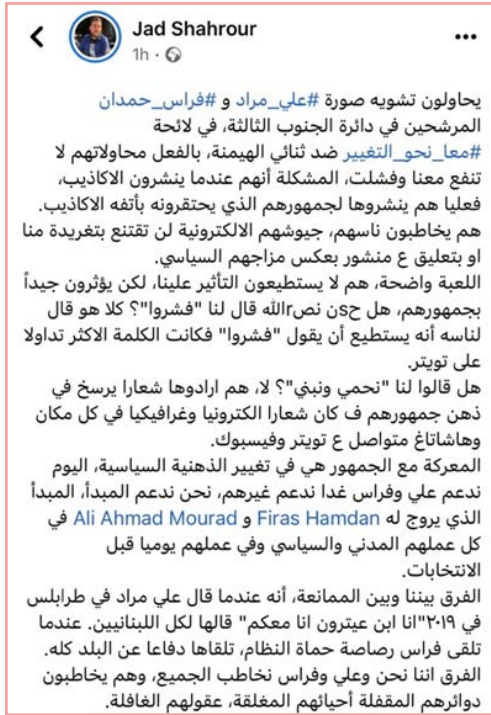 Jad Shahrour
1h ·
يحاولون تشويه صورة #علي_مراد و #فراس_حمدان
المرشحين في دائرة الجنوب الثالثة، في لائحة
#معا_نحو_التغيير ضد ثنائي الهيمنة، بالفعل محاولاتهم لا
تنفع معنا وفشلت، المشكلة أنهم عندما ينشرون الاكاذيب،
فعليا هم ينشروها لجمهورهم الذي يحتقرونه بأتفه الاكاذيب.
هم يخاطبون ناسهم، جيوشهم الالكترونية لن تقتنع بتغريدة منا
او بتعليق ع منشور بعكس مزاجهم السياسي.
اللعبة واضحة، هم لا يستطيعون التأثير علينا، لكن يؤثرون جيداً
بجمهورهم، هل حsن نصrالله قال لنا "فشروا"؟ كلا هو قال
لناسه أنه يستطيع أن يقول "فشروا" فكانت الكلمة الاكثر تداولا
على تويتر.
هل قالوا لنا "نحمي ونبني"؟ لا، هم ارادوها شعارا يرسخ في
ذهن جمهورهم ف كان شعارا الكترونيا وغرافيكيا في كل مكان
وهاشاتاغ متواصل ع تويتر وفيسبوك.
المعركة مع الجمهور هي في تغيير الذهنية السياسية، اليوم
ندعم علي وفراس غدا ندعم غيرهم، نحن ندعم المبدأ، المبدأ
الذي يروج له Firas Hamdan و Ali Ahmad Mourad في
كل عملهم المدني والسياسي وفي عملهم يوميا قبل
الانتخابات.
الفرق بيننا وبين الممانعة، أنه عندما قال علي مراد في طرابلس
في ٢٠١٩"انا ابن عيترون انا معكم" قالها لكل اللبنانيين. عندما
تلقى فراس رصاصة حماة النظام، تلقاها دفاعا عن البلد كله.
الفرق اننا نحن وعلي وفراس نخاطب الجميع، وهم يخاطبون
دوائرهم المقفلة أحيائهم المغلقة، عقولهم الغافلة.